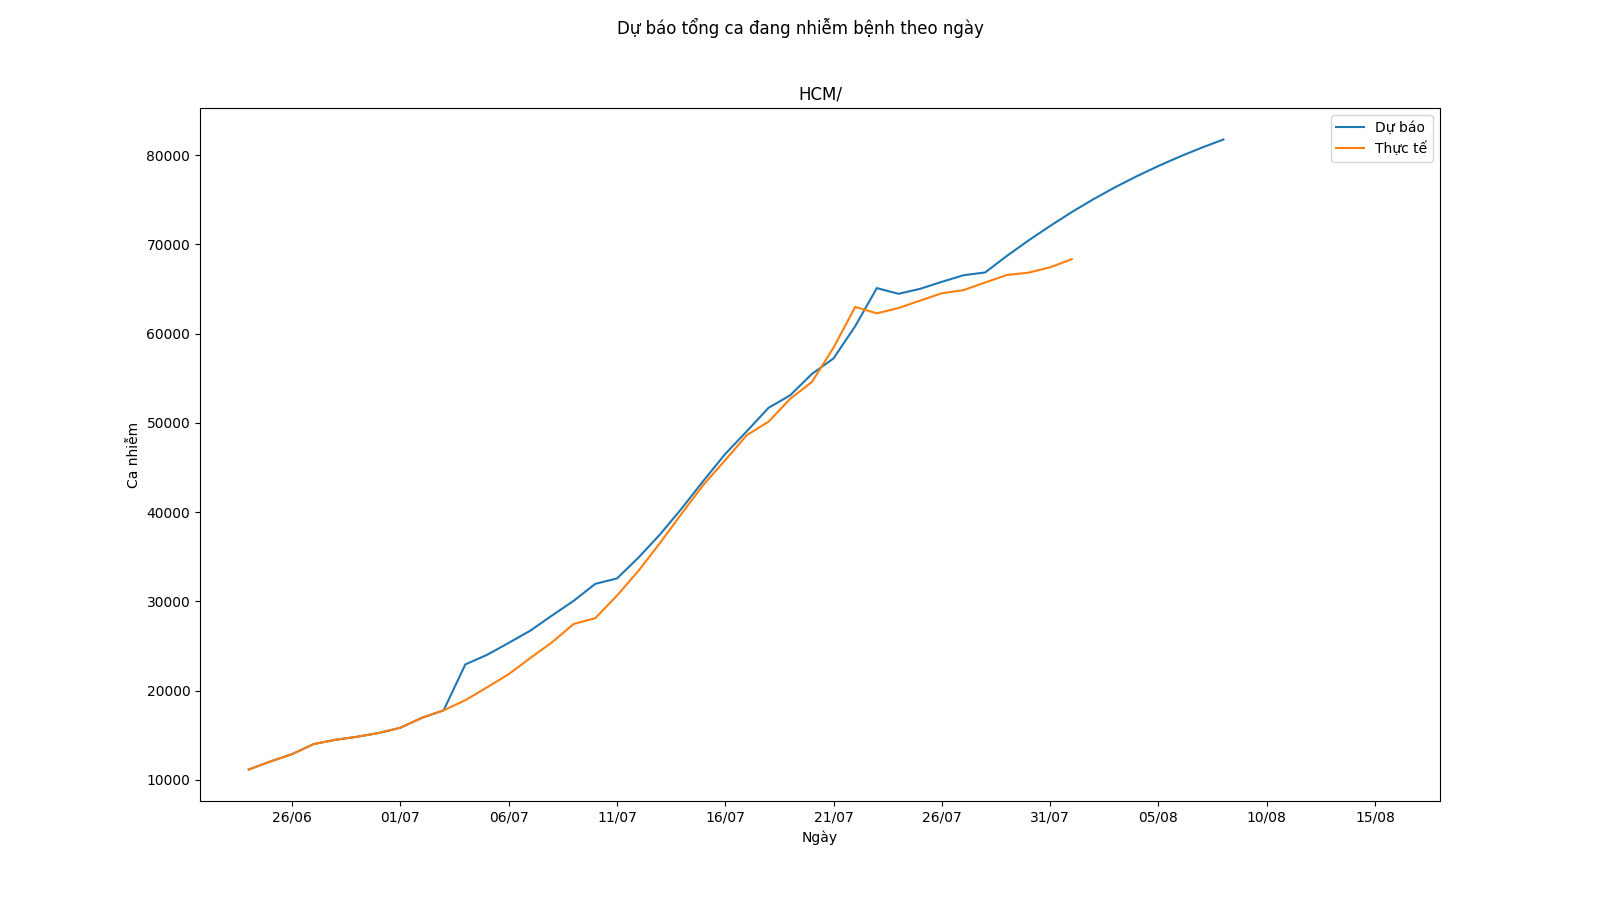 Dự báo tổng ca đang nhiễm bệnh theo ngày
HCM/
Dự báo
Thực tế
80000
70000
60000
50000
40000
30000
20000
10000
Ca nhiễm
26/06 01/07 06/07 11/07 16/07 21/07 26/07 31/07 05/08 10/08 15/08
Ngày